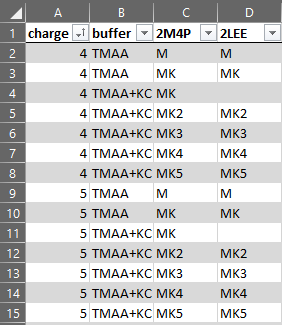 A B C D
1 charge buffer 2M4P 2LEE
2 4 TMAA M M
3 4 TMAA MK MK
4 4 TMAA+KC MK
5 4 TMAA+KC MK2 MK2
6 4 TMAA+KC MK3 MK3
7 4 TMAA+KC MK4 MK4
8 4 TMAA+KC MK5 MK5
9 5 TMAA M M
10 5 TMAA MK MK
11 5 TMAA+KC MK
12 5 TMAA+KC MK2 MK2
13 5 TMAA+KC MK3 MK3
14 5 TMAA+KC MK4 MK4
15 5 TMAA+KC MK5 MK5